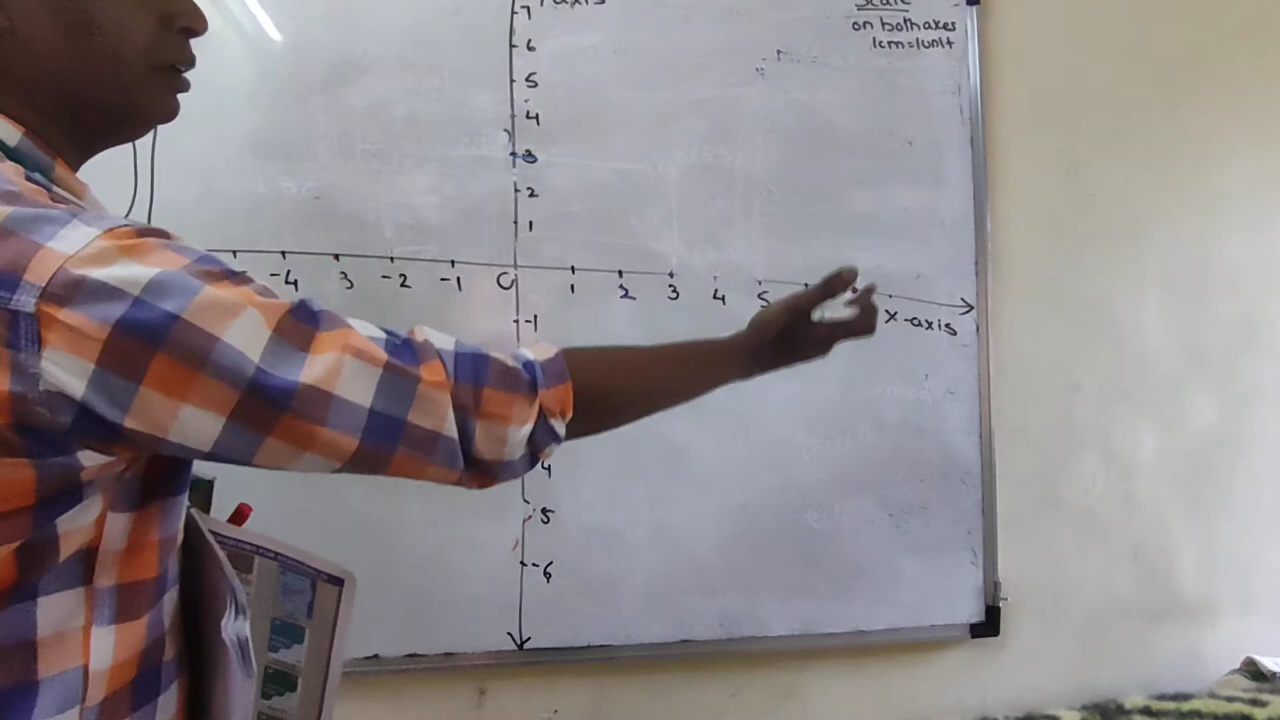 Scale
on both axes
1cm=1unit
7
6
5
4
3
2
1
-4 3 -2 -1 O 1 2 3 4 5
x-axis
-1
4
5
-6